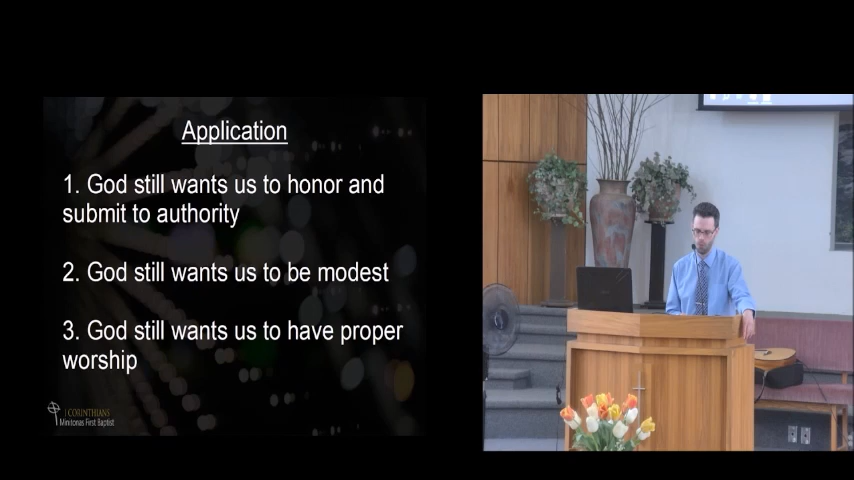 Application
1. God still wants us to honor and
submit to authority
2. God still wants us to be modest
3. God still wants us to have proper
worship
I CORINTHIANS
Minitonas First Baptist